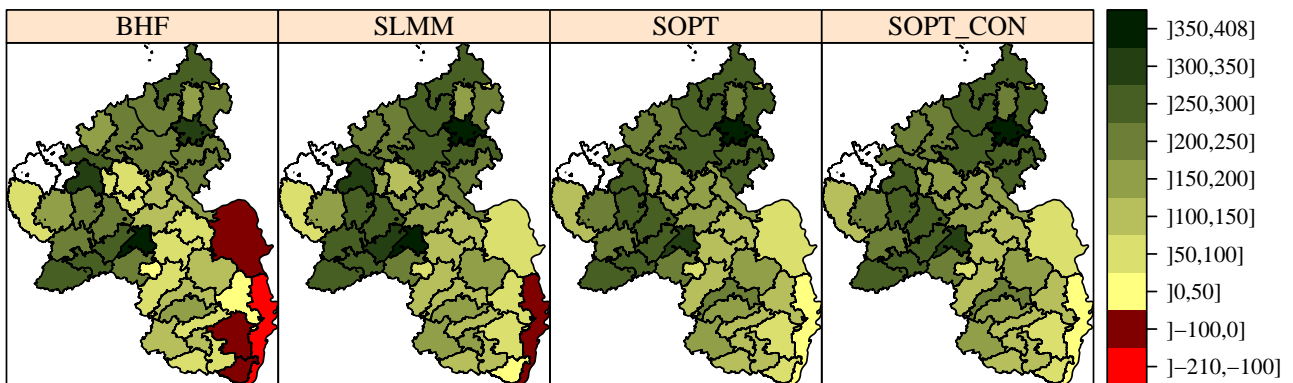 BHF
SLMM
SOPT
SOPT_CON
]350,408]
]300,350]
]250,300]
]200,250]
]150,200]
]100,150]
]50,100]
]0,50]
]−100,0]
]−210,−100]